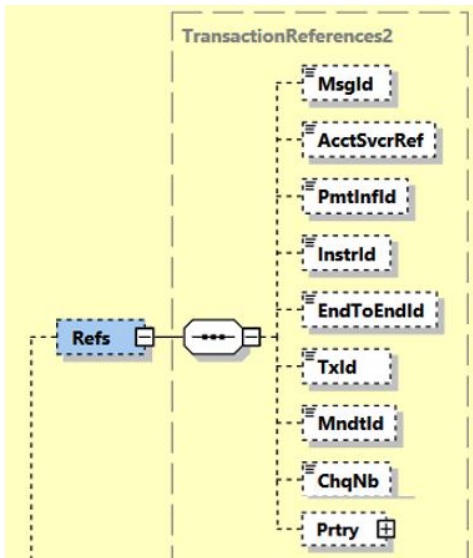 TransactionReferences2
MsgId
AcctSvcrRef
PmtInfId
InstrId
EndToEndId
Refs
TxId
MndtId
ChqNb
Prtry